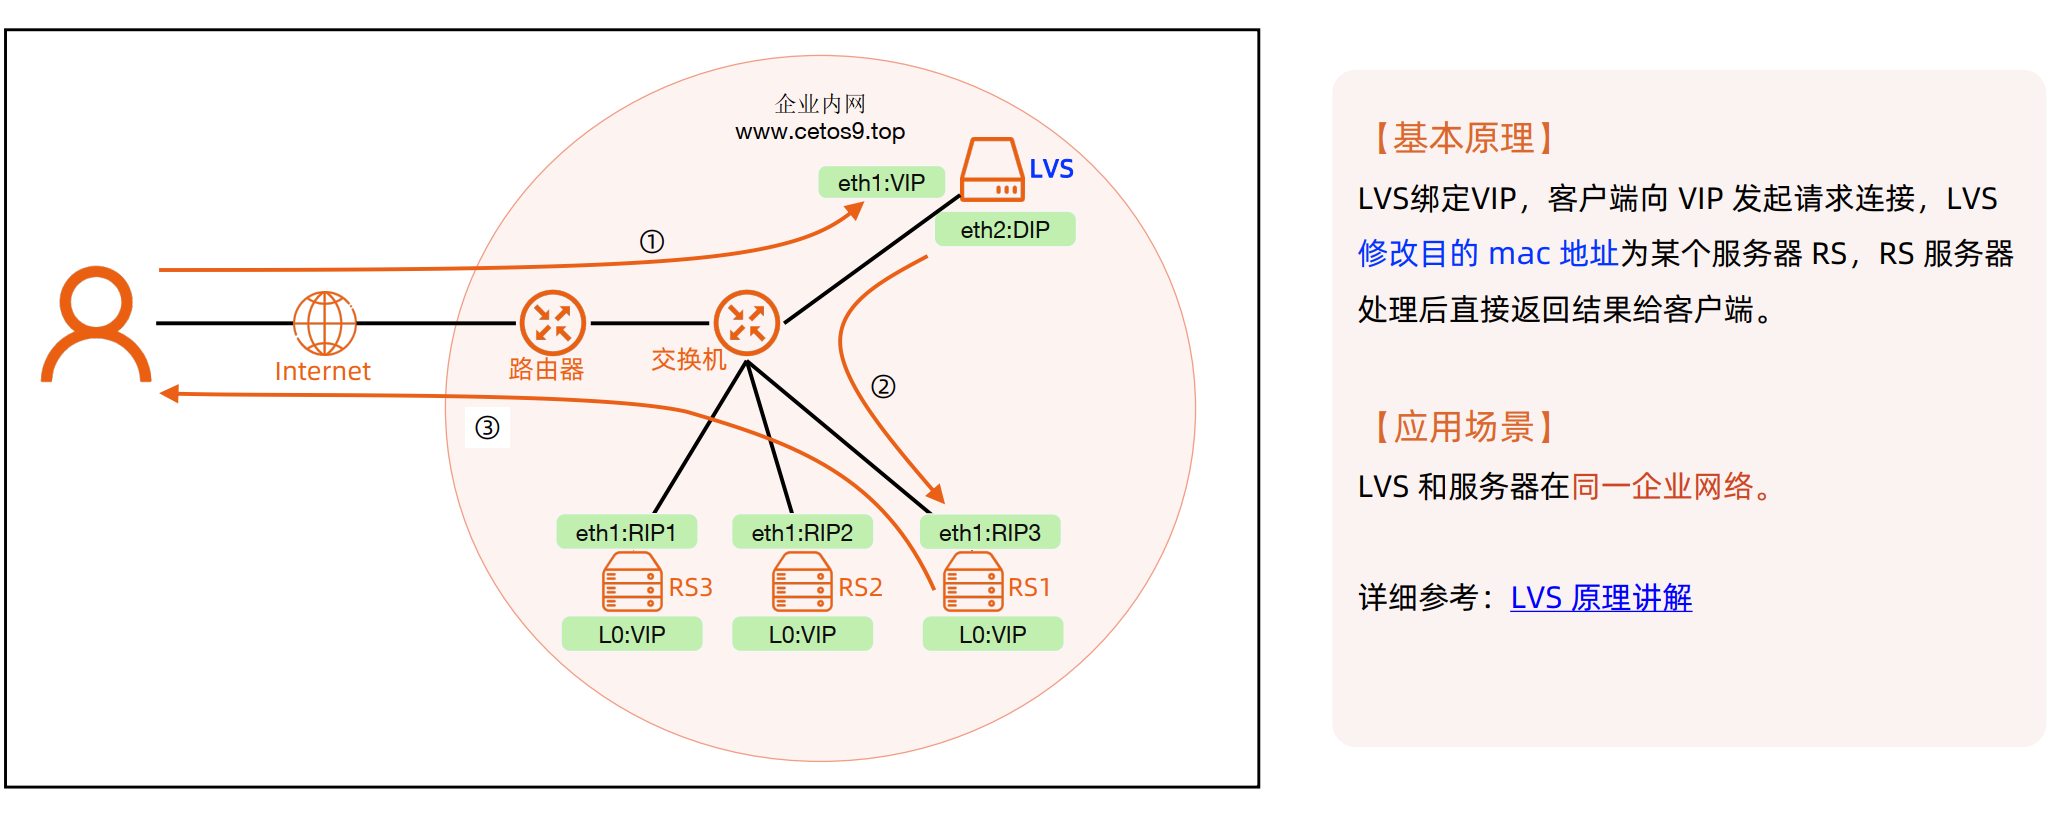 企业内网
www.cetos9.top
eth1:VIP
LVS
eth2:DIP
①
Internet
路由器
交换机
②
③
eth1:RIP1
eth1:RIP2
eth1:RIP3
RS3
RS2
RS1
L0:VIP
L0:VIP
L0:VIP
【基本原理】
LVS绑定VIP，客户端向 VIP 发起请求连接，LVS
修改目的 mac 地址为某个服务器 RS，RS 服务器
处理后直接返回结果给客户端。
【应用场景】
LVS 和服务器在同一企业网络。
详细参考：LVS 原理讲解